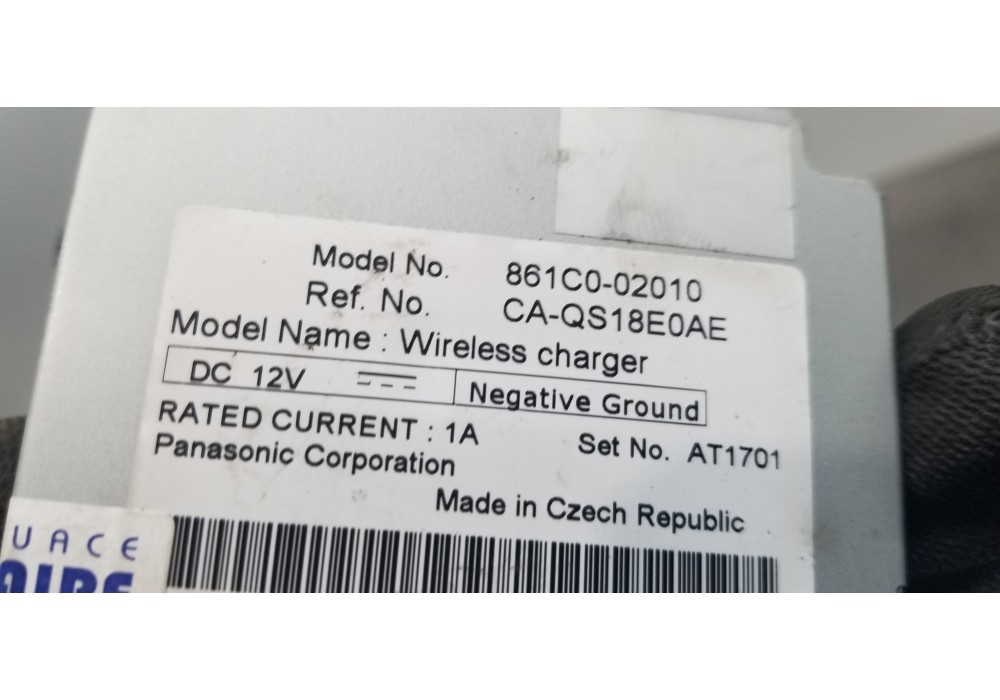 Model No. 861C0-02010
Ref. No. CA-QS18E0AE
Model Name : Wireless charger
DC 12V Negative Ground
RATED CURRENT : 1A Set No. AT1701
Panasonic Corporation
Made in Czech Republic
UACE